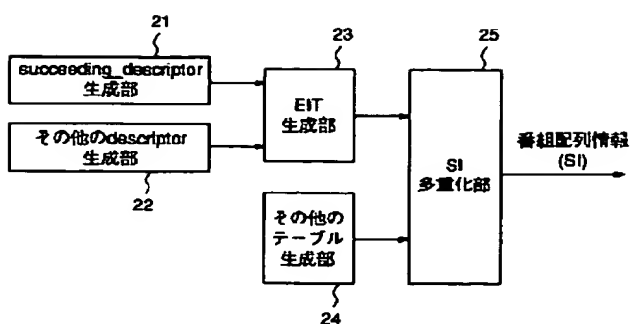 21
succeeding_descriptor
生成部
その他のdescriptor
生成部
22
23
EIT
生成部
その他の
テーブル
生成部
24
25
SI
多重化部
番組配列情報
(SI)